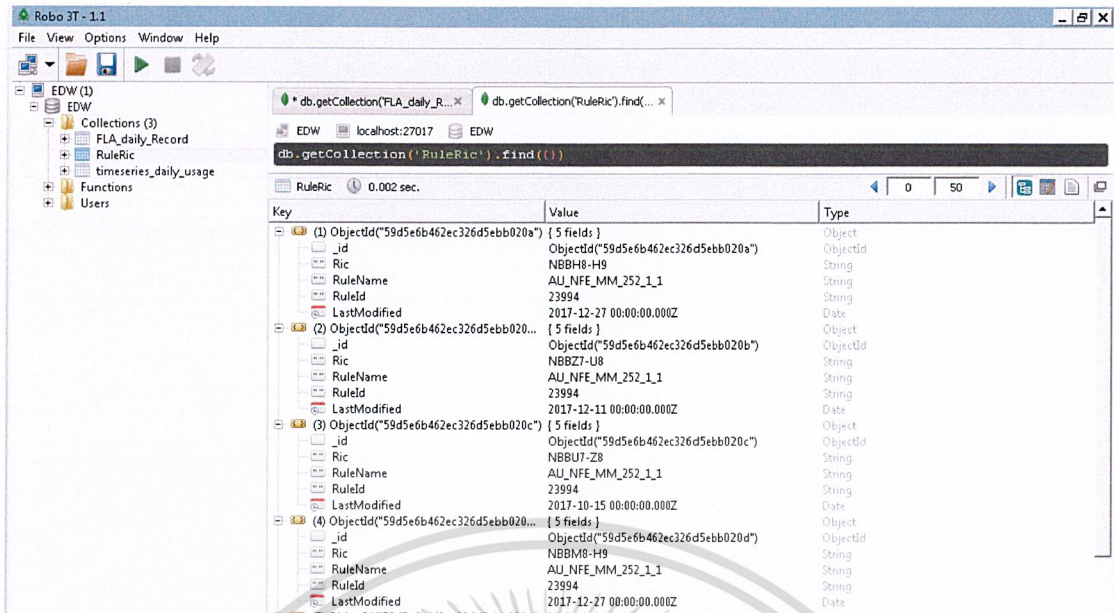 Robo 3T - 1.1
File View Options Window Help
EDW (1)
EDW
Collections (3)
FLA_daily_Record
RuleRic
timeseries_daily_usage
Functions
Users
* db.getCollection('FLA_daily_R... db.getCollection('RuleRic').find(...
EDW localhost:27017 EDW
db.getCollection('RuleRic').find({})
RuleRic 0.002 sec. 0 50
Key Value Type
(1) ObjectId("59d5e6b462ec326d5ebb020a") { 5 fields } Object
_id ObjectId("59d5e6b462ec326d5ebb020a") ObjectId
Ric NBBH8-H9 String
RuleName AU_NFE_MM_252_1_1 String
RuleId 23994 String
LastModified 2017-12-27 00:00:00.000Z Date
(2) ObjectId("59d5e6b462ec326d5ebb020... { 5 fields } Object
_id ObjectId("59d5e6b462ec326d5ebb020b") ObjectId
Ric NBBZ7-U8 String
RuleName AU_NFE_MM_252_1_1 String
RuleId 23994 String
LastModified 2017-12-11 00:00:00.000Z Date
(3) ObjectId("59d5e6b462ec326d5ebb020c") { 5 fields } Object
_id ObjectId("59d5e6b462ec326d5ebb020c") ObjectId
Ric NBBU7-Z8 String
RuleName AU_NFE_MM_252_1_1 String
RuleId 23994 String
LastModified 2017-10-15 00:00:00.000Z Date
(4) ObjectId("59d5e6b462ec326d5ebb020... { 5 fields } Object
_id ObjectId("59d5e6b462ec326d5ebb020d") ObjectId
Ric NBBM8-H9 String
RuleName AU_NFE_MM_252_1_1 String
RuleId 23994 String
LastModified 2017-12-27 00:00:00.000Z Date